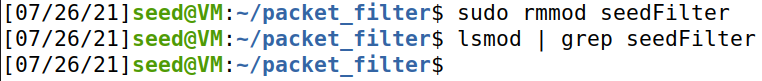 [07/26/21]seed@VM:~/packet_filter$ sudo rmmod seedFilter
[07/26/21]seed@VM:~/packet_filter$ lsmod | grep seedFilter
[07/26/21]seed@VM:~/packet_filter$